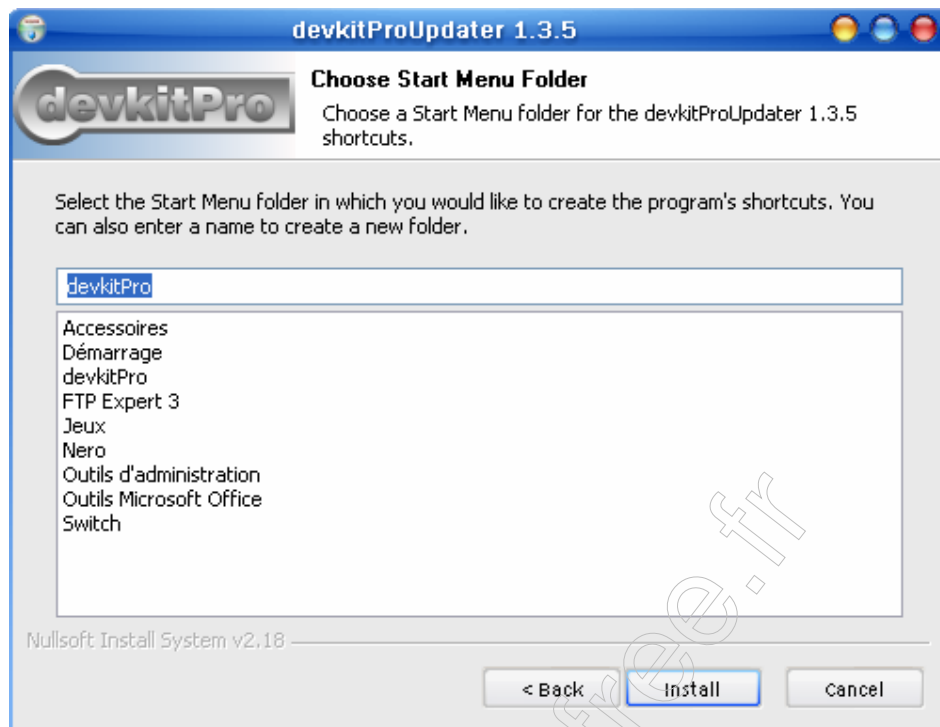 devkitProUpdater 1.3.5
devkitPro
Choose Start Menu Folder
Choose a Start Menu folder for the devkitProUpdater 1.3.5
shortcuts.
Select the Start Menu folder in which you would like to create the program's shortcuts. You
can also enter a name to create a new folder.
devkitPro
Accessoires
Démarrage
devkitPro
FTP Expert 3
Jeux
Nero
Outils d'administration
Outils Microsoft Office
Switch
Nullsoft Install System v2.18
< Back
Install
Cancel
free.fr